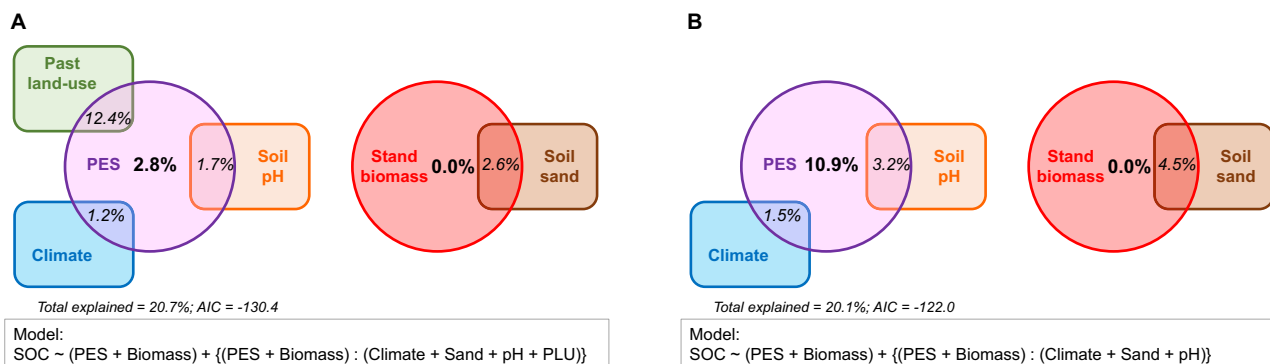 A
Past
land-use
12.4%
PES 2.8%
1.7%
Soil
pH
1.2%
Climate
Stand
biomass
0.0%
2.6%
Soil
sand
Total explained = 20.7%; AIC = -130.4
Model:
SOC ~ (PES + Biomass) + {(PES + Biomass) : (Climate + Sand + pH + PLU)}
B
PES 10.9%
3.2%
Soil
pH
1.5%
Climate
Stand
biomass
0.0%
4.5%
Soil
sand
Total explained = 20.1%; AIC = -122.0
Model:
SOC ~ (PES + Biomass) + {(PES + Biomass) : (Climate + Sand + pH)}